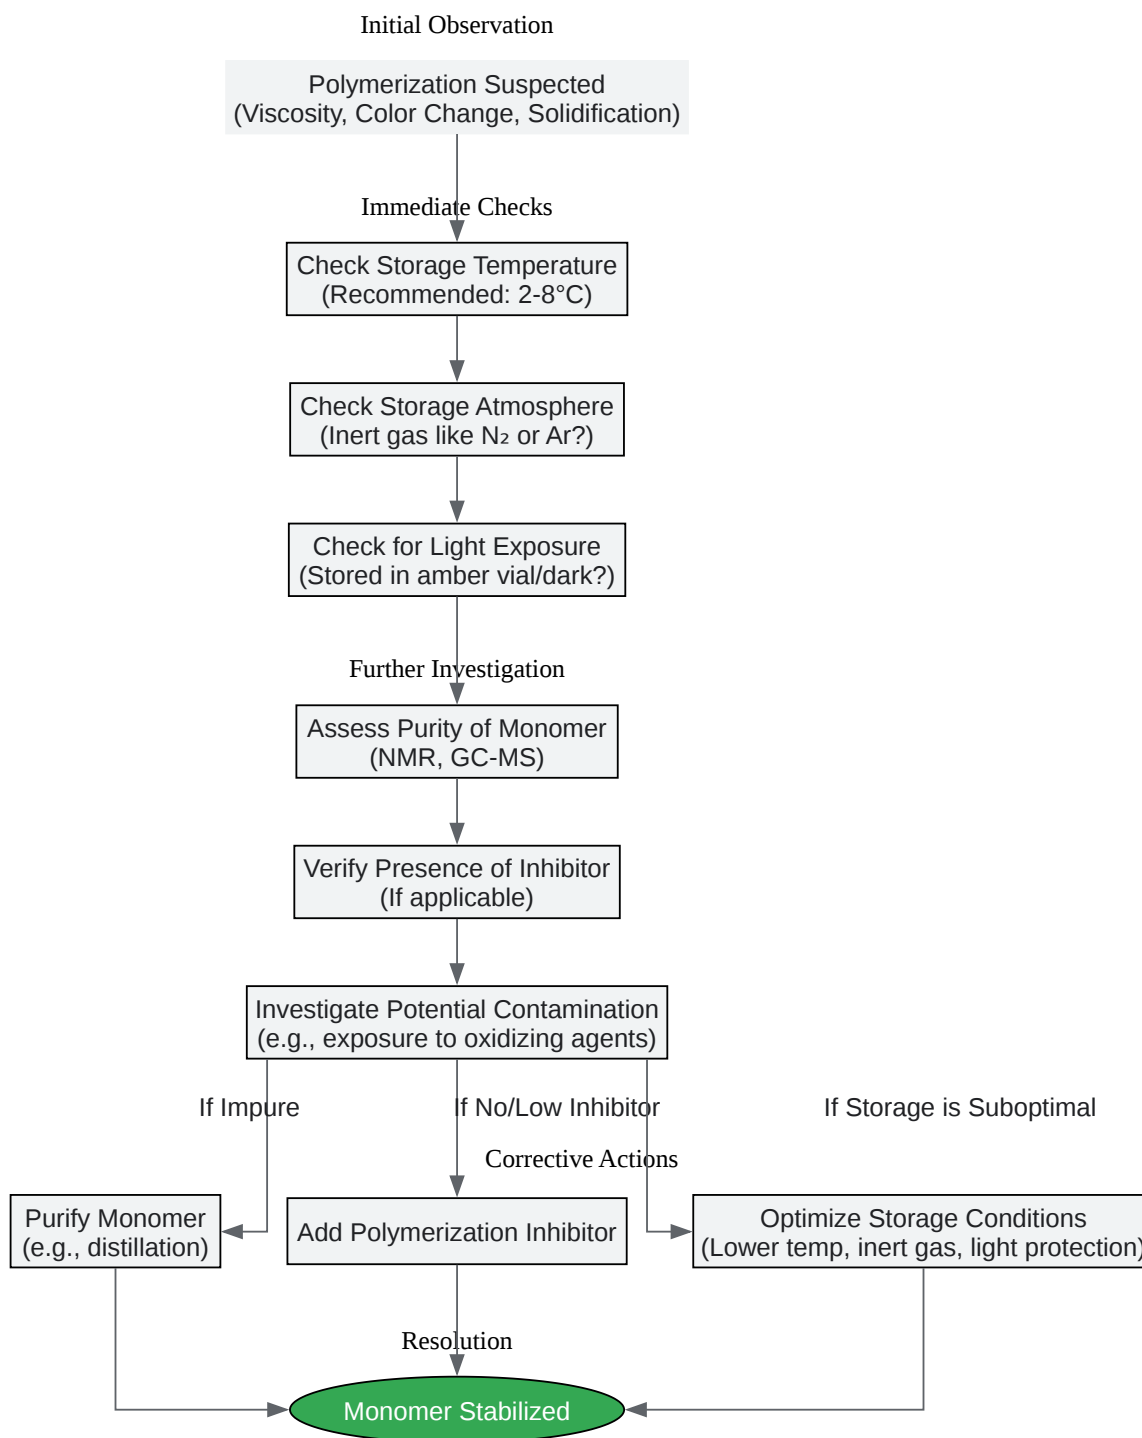 Initial Observation
Polymerization Suspected
(Viscosity, Color Change, Solidification)
Immediate Checks
Check Storage Temperature
(Recommended: 2-8°C)
Check Storage Atmosphere
(Inert gas like N₂ or Ar?)
Check for Light Exposure
(Stored in amber vial/dark?)
Further Investigation
Assess Purity of Monomer
(NMR, GC-MS)
Verify Presence of Inhibitor
(If applicable)
Investigate Potential Contamination
(e.g., exposure to oxidizing agents)
If Impure
If No/Low Inhibitor
If Storage is Suboptimal
Corrective Actions
Purify Monomer
(e.g., distillation)
Add Polymerization Inhibitor
Optimize Storage Conditions
(Lower temp, inert gas, light protection)
Resolution
Monomer Stabilized